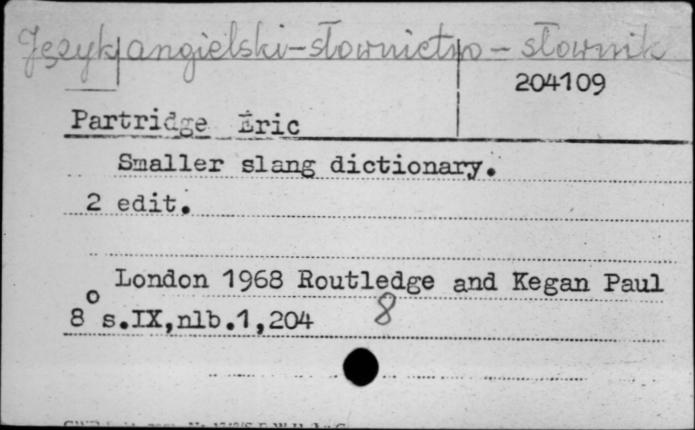 Język angielski - słownictwo - słownik
204109
Partridge Eric
Smaller slang dictionary.
2 edit.
London 1968 Routledge and Kegan Paul
8° s.IX,nlb.1,204 8